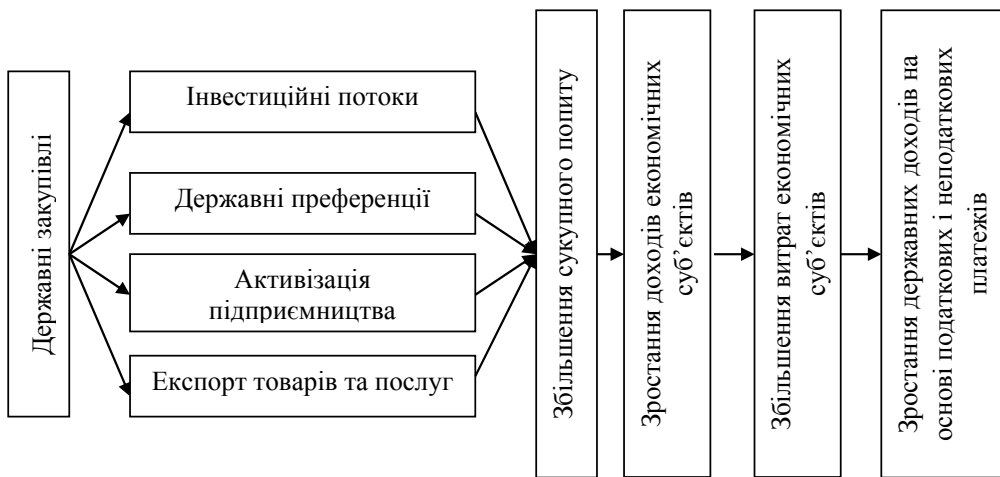 Державні закупівлі
Інвестиційні потоки
Державні преференції
Активізація
підприємництва
Експорт товарів та послуг
Збільшення сукупного попиту
Зростання доходів економічних
суб’єктів
Збільшення витрат економічних
суб’єктів
Зростання державних доходів на
основі податкових і неподаткових
платежів